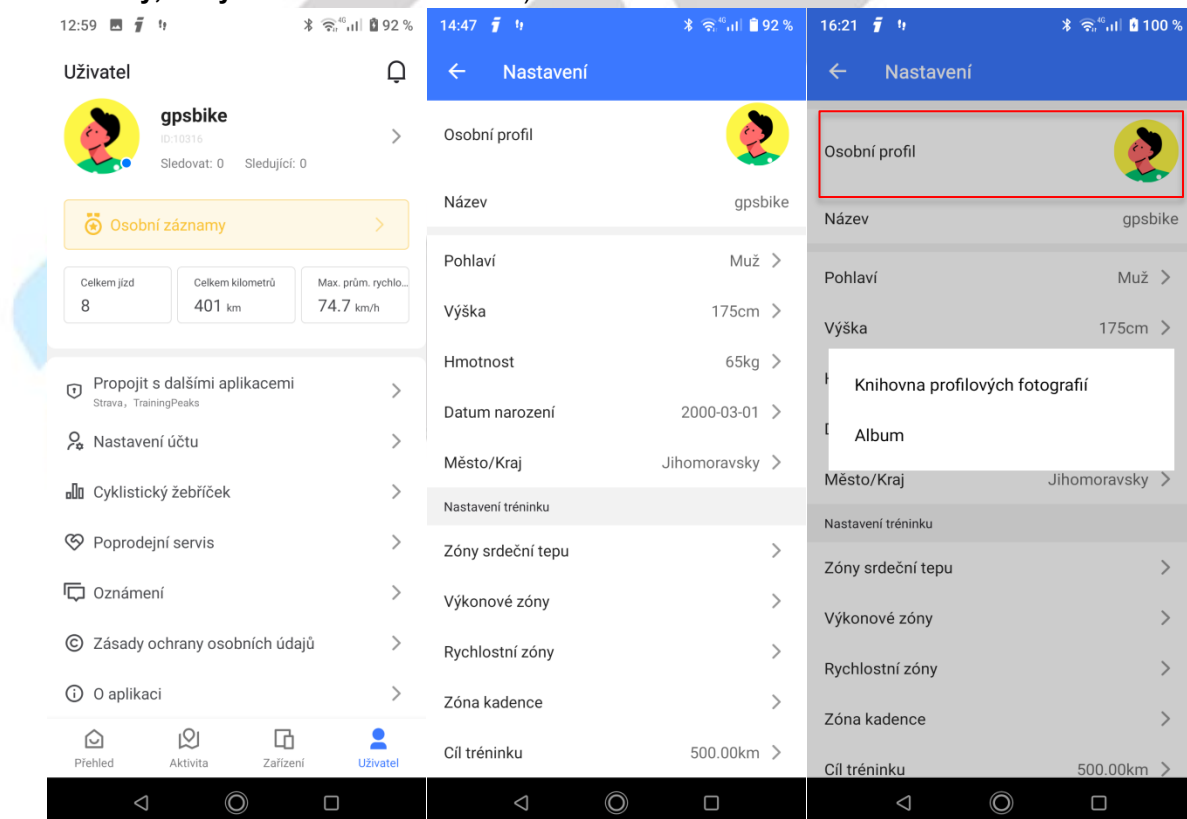 12:59
92 %
Uživatel
gpsbike
ID:10316
Sledovat: 0 Sledující: 0
Osobní záznamy
Celkem jízd
8
Celkem kilometrů
401 km
Max. prům. rychlo...
74.7 km/h
Propojit s dalšími aplikacemi
Strava, TrainingPeaks
Nastavení účtu
Cyklistický žebříček
Poprodejní servis
Oznámení
Zásady ochrany osobních údajů
O aplikaci
Přehled
Aktivita
Zařízení
Uživatel
14:47
4G
92 %
Nastavení
Osobní profil
Název gpsbike
Pohlaví Muž
Výška 175cm
Hmotnost 65kg
Datum narození 2000-03-01
Město/Kraj Jihomoravsky
Nastavení tréninku
Zóny srdeční tepu
Výkonové zóny
Rychlostní zóny
Zóna kadence
Cíl tréninku 500.00km
16:21
4G
100 %
Nastavení
Osobní profil
Název gpsbike
Pohlaví Muž
Výška 175cm
Knihovna profilových fotografií
Album
Město/Kraj Jihomoravsky
Nastavení tréninku
Zóny srdeční tepu
Výkonové zóny
Rychlostní zóny
Zóna kadence
Cíl tréninku 500.00km